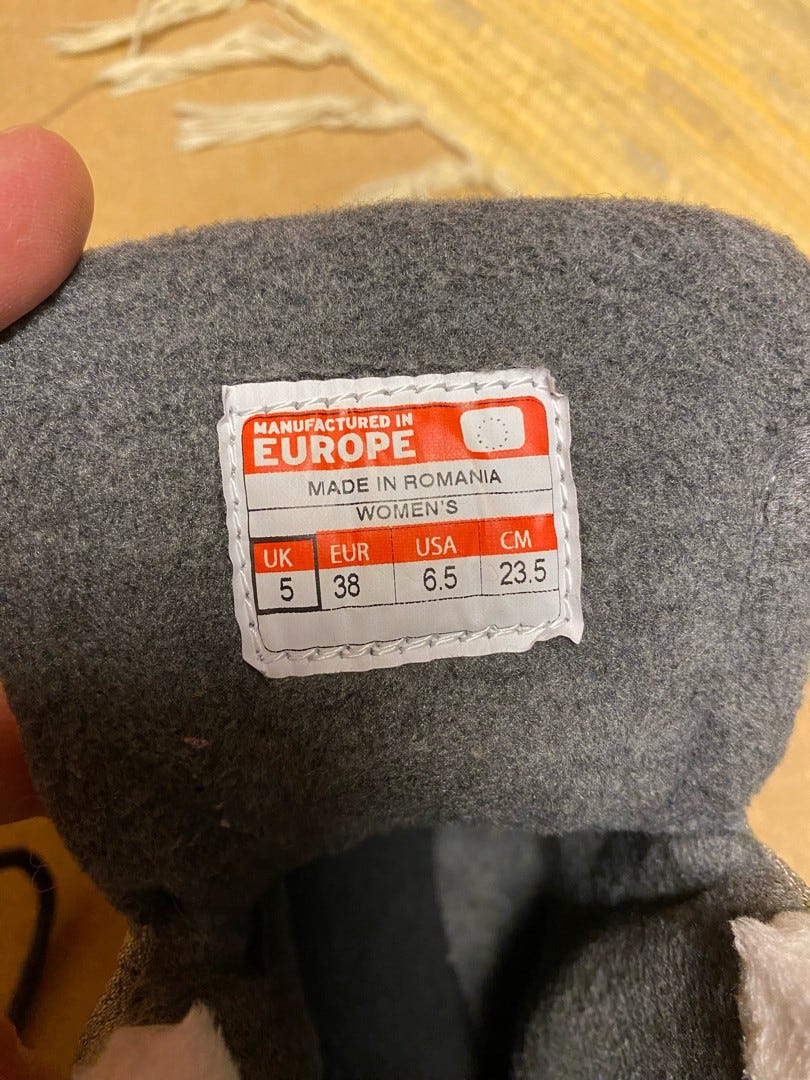 MANUFACTURED IN
EUROPE
MADE IN ROMANIA
WOMEN'S
UK EUR USA CM
5 38 6.5 23.5